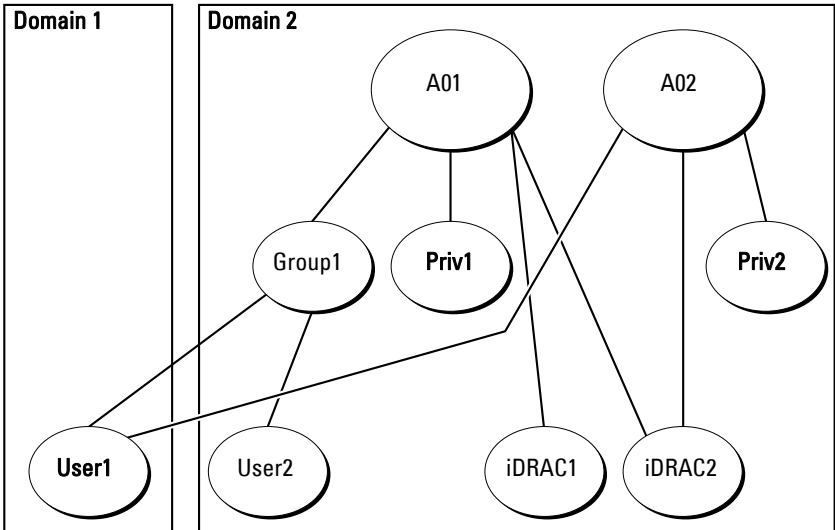 Domain 1
Domain 2
A01
A02
Group1
Priv1
Priv2
User1
User2
iDRAC1
iDRAC2